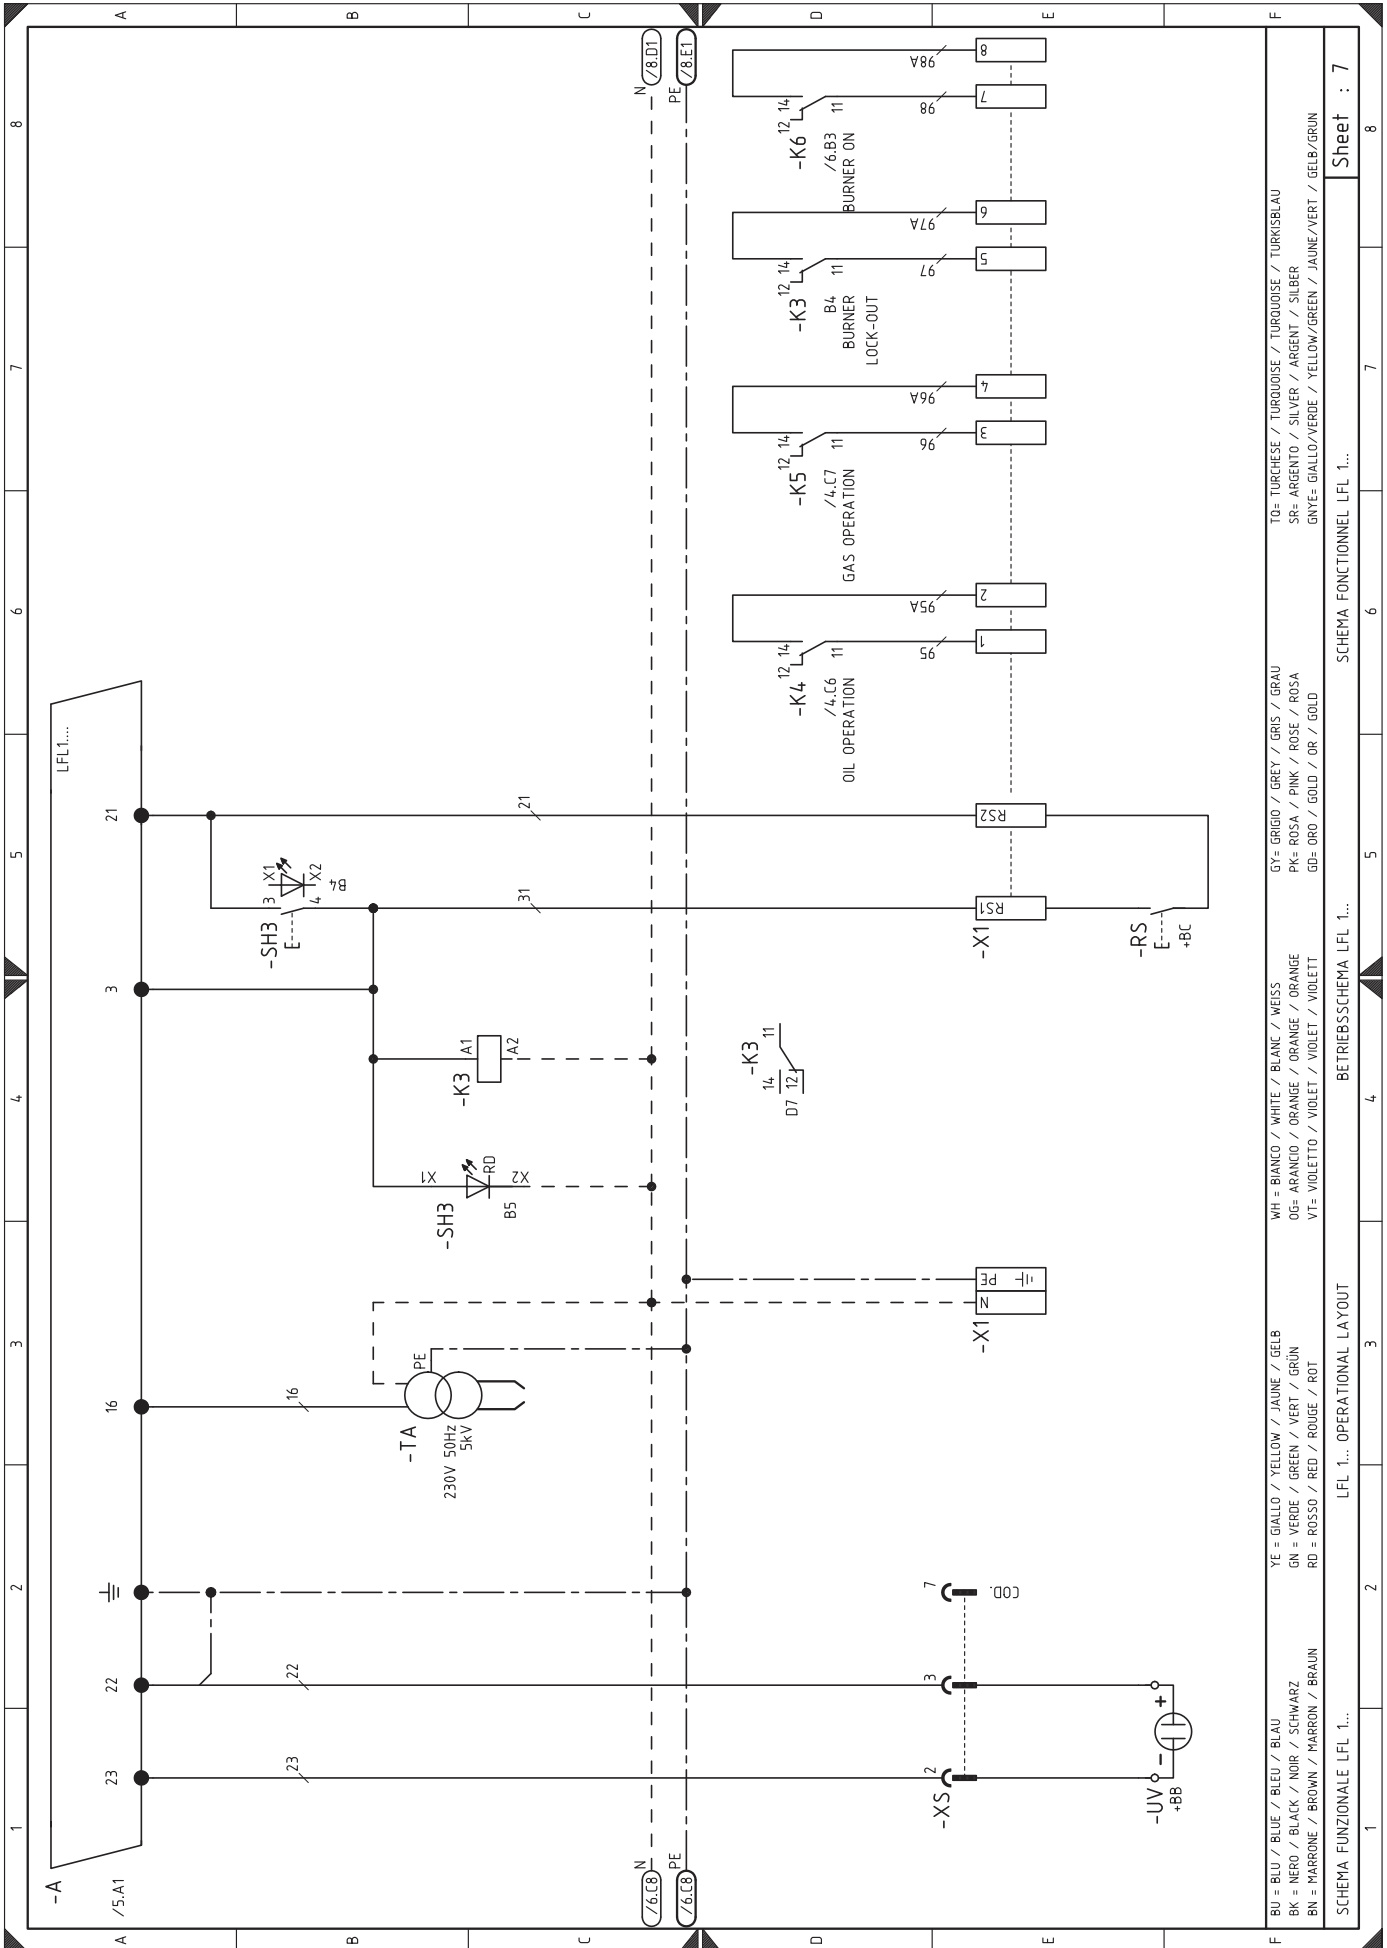 1 2 3 4 5 6 7 8
A
B
C
D
E
F
-A
/5.A1
LFL1....
23
22
16
3
21
23
22
16
-TA
PE
230V 50Hz
5kV
-SH3
X1
RD
X2
B5
-K3
A1
A2
-SH3
3
X1
4
X2
B4
31
21
/6.C8
N
N
/8.D1
/6.C8
PE
PE
/8.E1
-K3
11
14
12
D7
-K4
12 14
/4.C6
11
OIL OPERATION
-K5
12 14
/4.C7
11
GAS OPERATION
-K3
12 14
B4
11
BURNER
LOCK-OUT
-K6
12 14
/6.B3
11
BURNER ON
95
95A
96
96A
97
97A
98
98A
-XS
2
3
7
COD.
-X1
N
PE
-X1
RS1
RS2
1
2
3
4
5
6
7
8
-UV
+BB
-
+
-RS
+BC
BU = BLU / BLUE / BLEU / BLAU
BK = NERO / BLACK / NOIR / SCHWARZ
BN = MARRONE / BROWN / MARRON / BRAUN
YE = GIALLO / YELLOW / JAUNE / GELB
GN = VERDE / GREEN / VERT / GRÜN
RD = ROSSO / RED / ROUGE / ROT
WH = BIANCO / WHITE / BLANC / WEISS
OG= ARANCIO / ORANGE / ORANGE / ORANGE
VT= VIOLETTO / VIOLET / VIOLET / VIOLETT
GY= GRIGIO / GREY / GRIS / GRAU
PK= ROSA / PINK / ROSE / ROSA
GD= ORO / GOLD / OR / GOLD
TQ= TURCHESE / TURQUOISE / TURQUOISE / TURKISBLAU
SR= ARGENTO / SILVER / ARGENT / SILBER
GNYE= GIALLO/VERDE / YELLOW/GREEN / JAUNE/VERT / GELB/GRUN
SCHEMA FUNZIONALE LFL 1...
LFL 1... OPERATIONAL LAYOUT
BETRIEBSSCHEMA LFL 1...
SCHEMA FONCTIONNEL LFL 1...
Sheet : 7
1 2 3 4 5 6 7 8
A
B
C
D
E
F